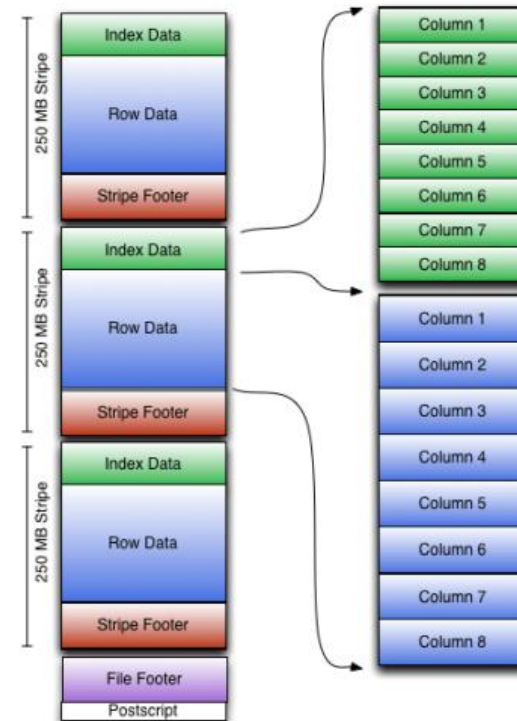 250 MB Stripe
Index Data
Row Data
Stripe Footer
250 MB Stripe
Index Data
Row Data
Stripe Footer
250 MB Stripe
Index Data
Row Data
Stripe Footer
File Footer
Postscript
Column 1
Column 2
Column 3
Column 4
Column 5
Column 6
Column 7
Column 8
Column 1
Column 2
Column 3
Column 4
Column 5
Column 6
Column 7
Column 8